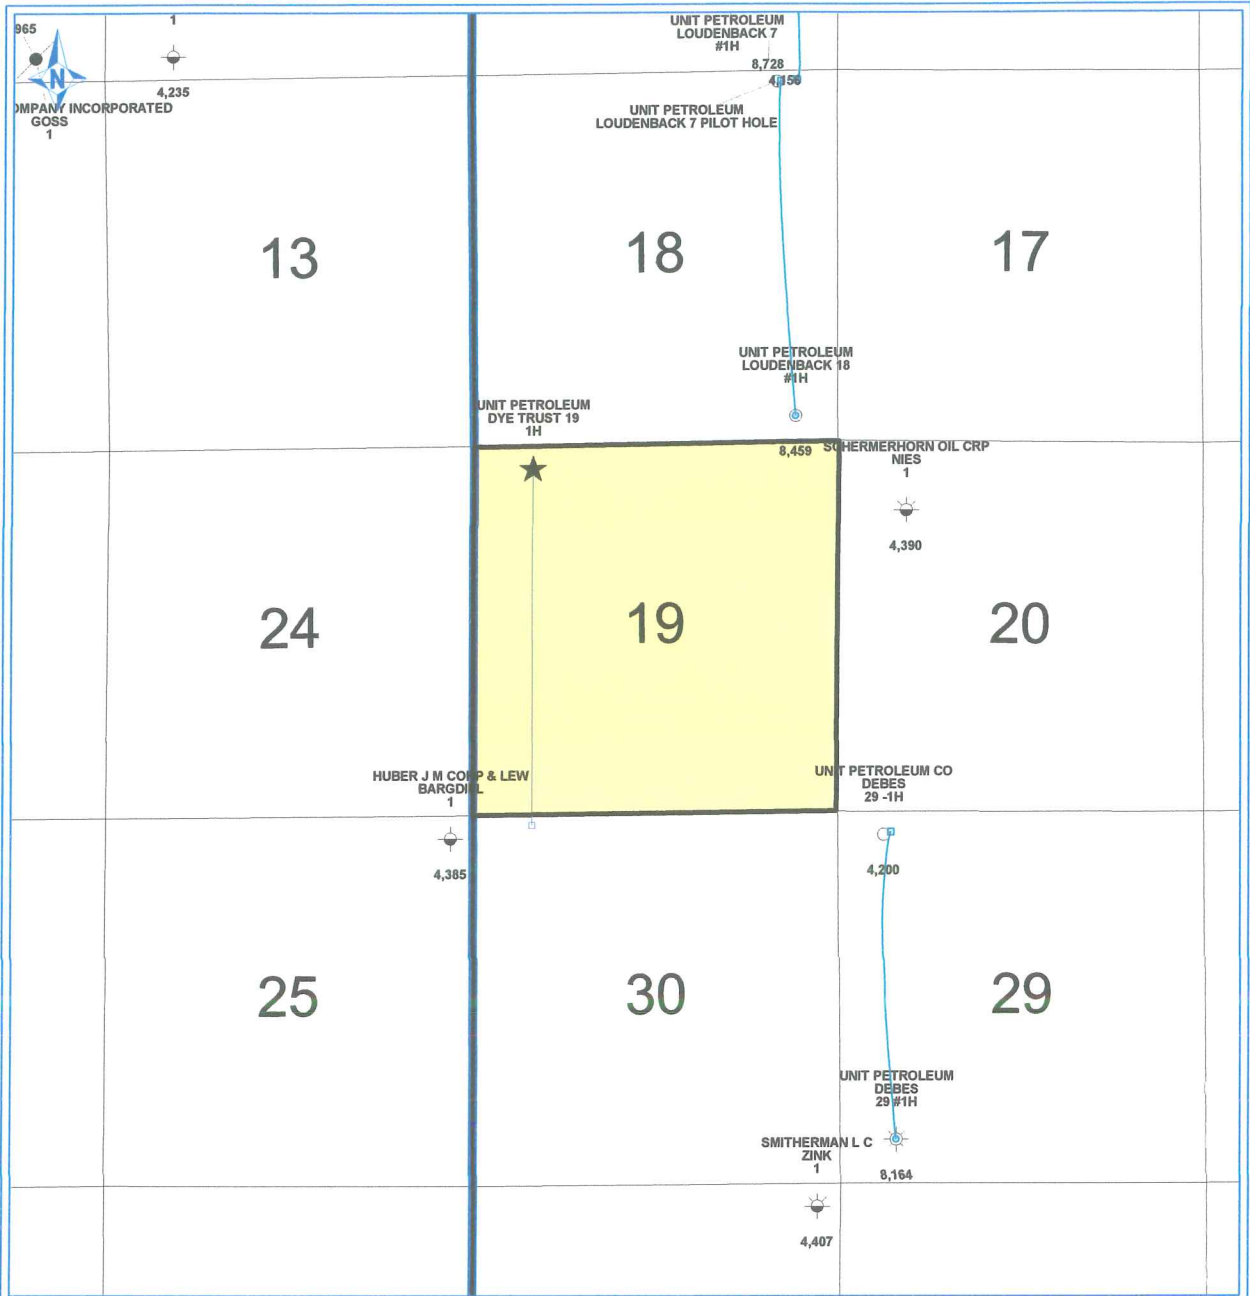 965
1
4,235
N
OMPANY INCORPORATED
GOSS
1
UNIT PETROLEUM
LOUDENBACK 7
#1H
8,728
4,150
UNIT PETROLEUM
LOUDENBACK 7 PILOT HOLE
13
18
17
UNIT PETROLEUM
LOUDENBACK 18
#1H
8,459
UNIT PETROLEUM
DYE TRUST 19
1H
SCHERMERHORN OIL CRP
NIES
1
4,390
24
19
20
HUBER J M CORP & LEW
BARGDILL
1
4,385
UNIT PETROLEUM CO
DEBES
29 -1H
4,200
25
30
29
UNIT PETROLEUM
DEBES
29 #1H
8,164
SMITHERMAN L C
ZINK
1
4,407